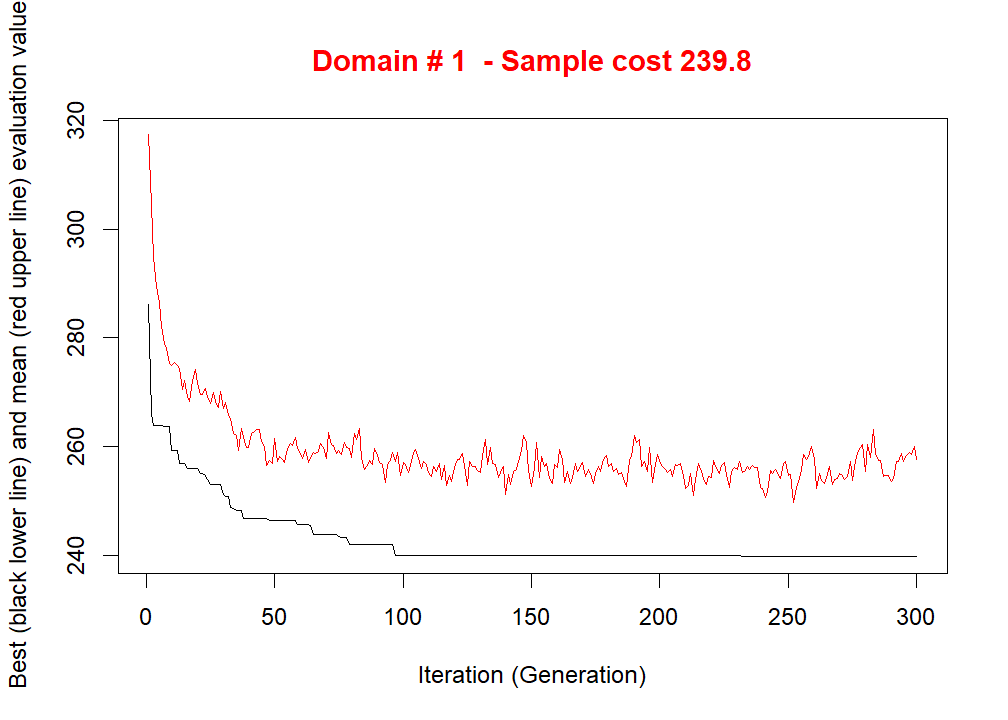 Domain # 1  - Sample cost 239.8
Best (black lower line) and mean (red upper line) evaluation value
320
300
280
260
240
0 50 100 150 200 250 300
Iteration (Generation)